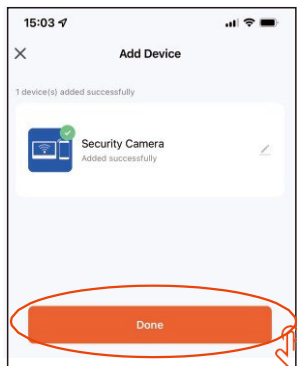 15:03
Add Device
1 device(s) added successfully
Security Camera
Added successfully
Done